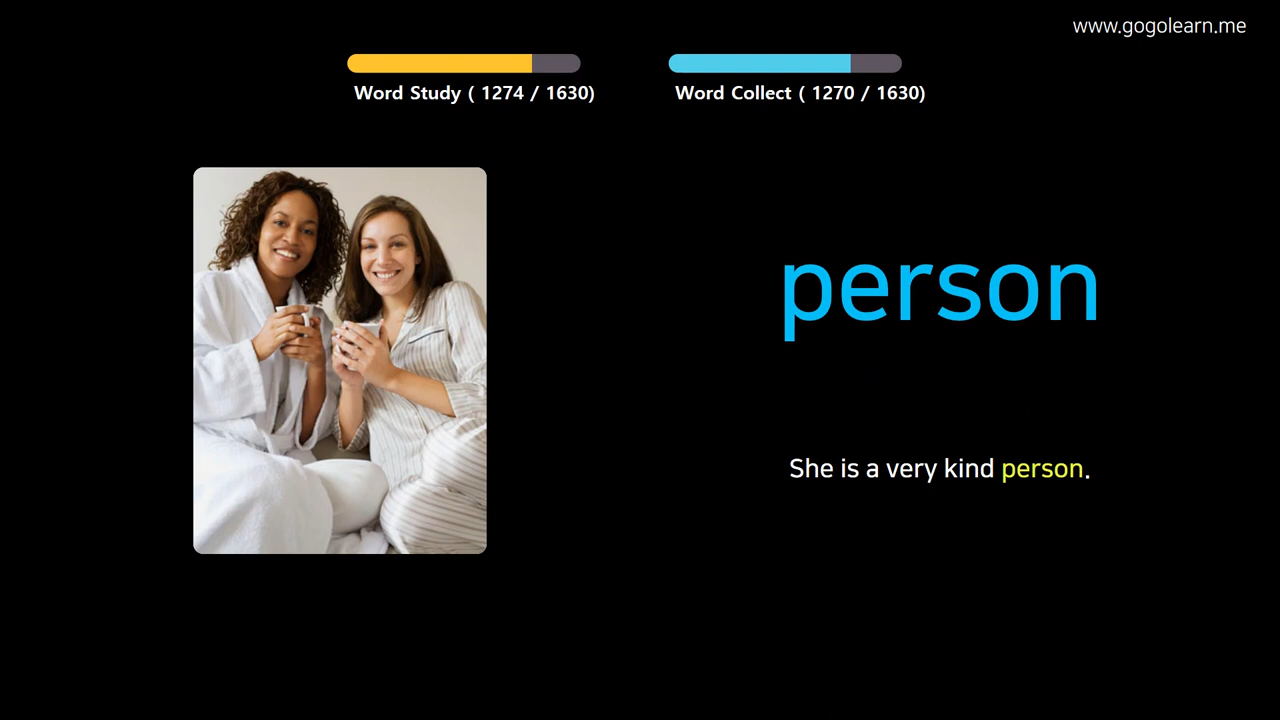 www.gogolearn.me
Word Study ( 1274 / 1630)
Word Collect ( 1270 / 1630)
person
She is a very kind person.